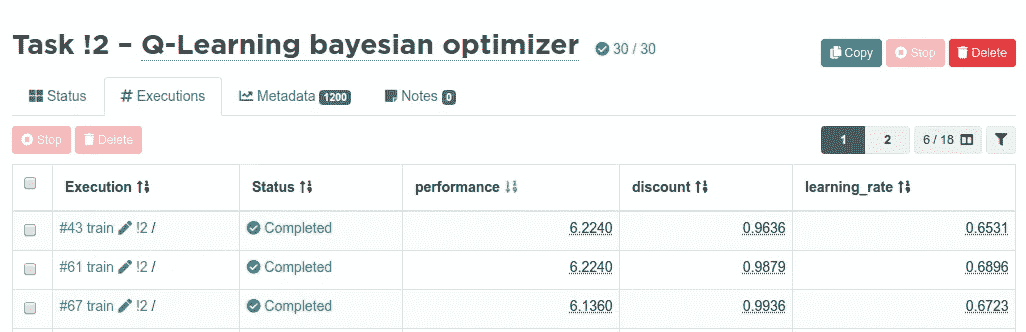 Task !2 – Q-Learning bayesian optimizer 30 / 30
Copy Stop Delete
Status # Executions Metadata 1200 Notes 0
Stop Delete 1 2 6 / 18
Execution Status performance discount learning_rate
#43 train !2 / Completed 6.2240 0.9636 0.6531
#61 train !2 / Completed 6.2240 0.9879 0.6896
#67 train !2 / Completed 6.1360 0.9936 0.6723